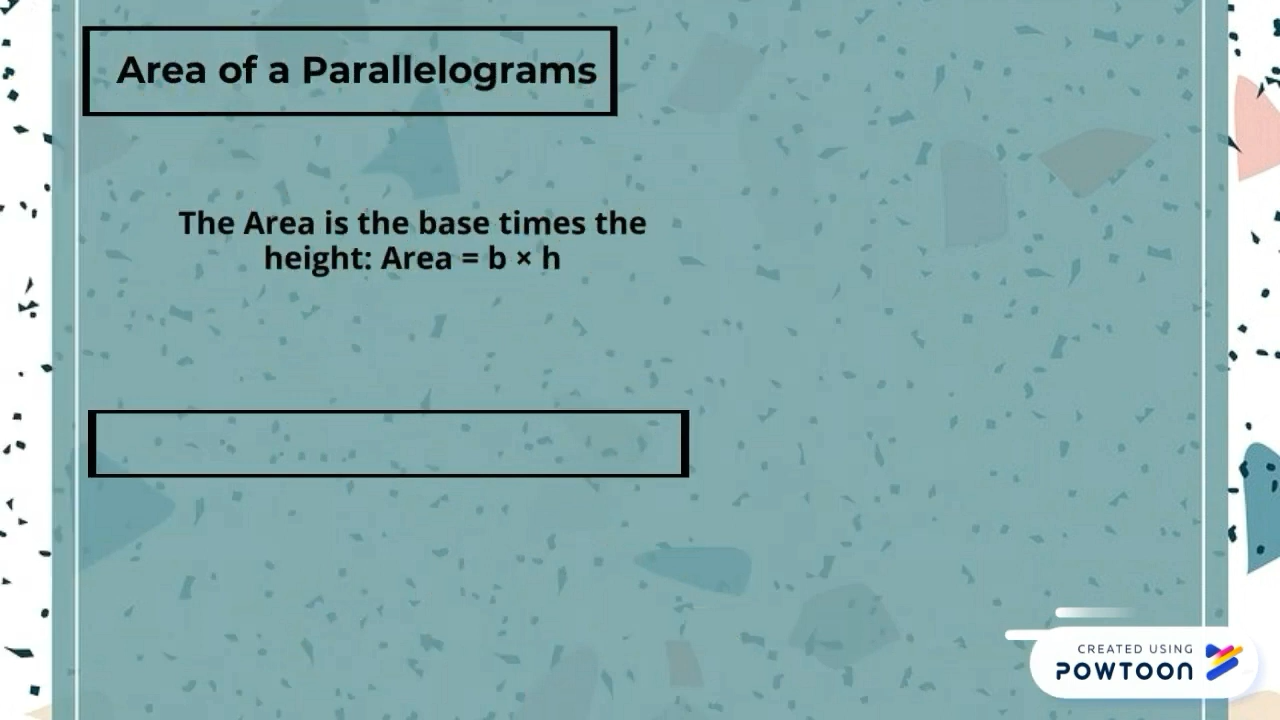 Area of a Parallelograms
The Area is the base times the
height: Area = b × h
CREATED USING
POWTOON